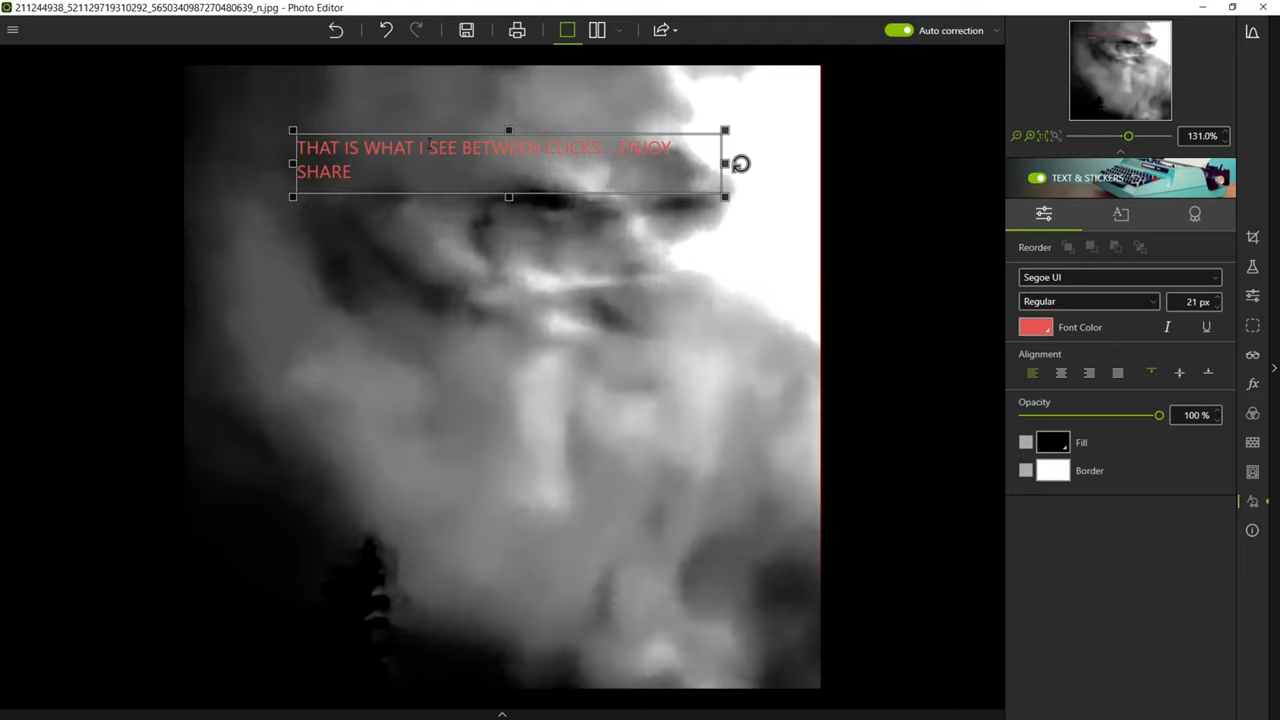 211244938_521129719310292_5650340987270480639_n.jpg - Photo Editor
Auto correction
THAT IS WHAT I SEE BETWEEN CLICKS... ENJOY
SHARE
131.0%
TEXT & STICKERS
Reorder
Segoe UI
Regular
21 px
Font Color
I
U
Alignment
Opacity
100 %
Fill
Border